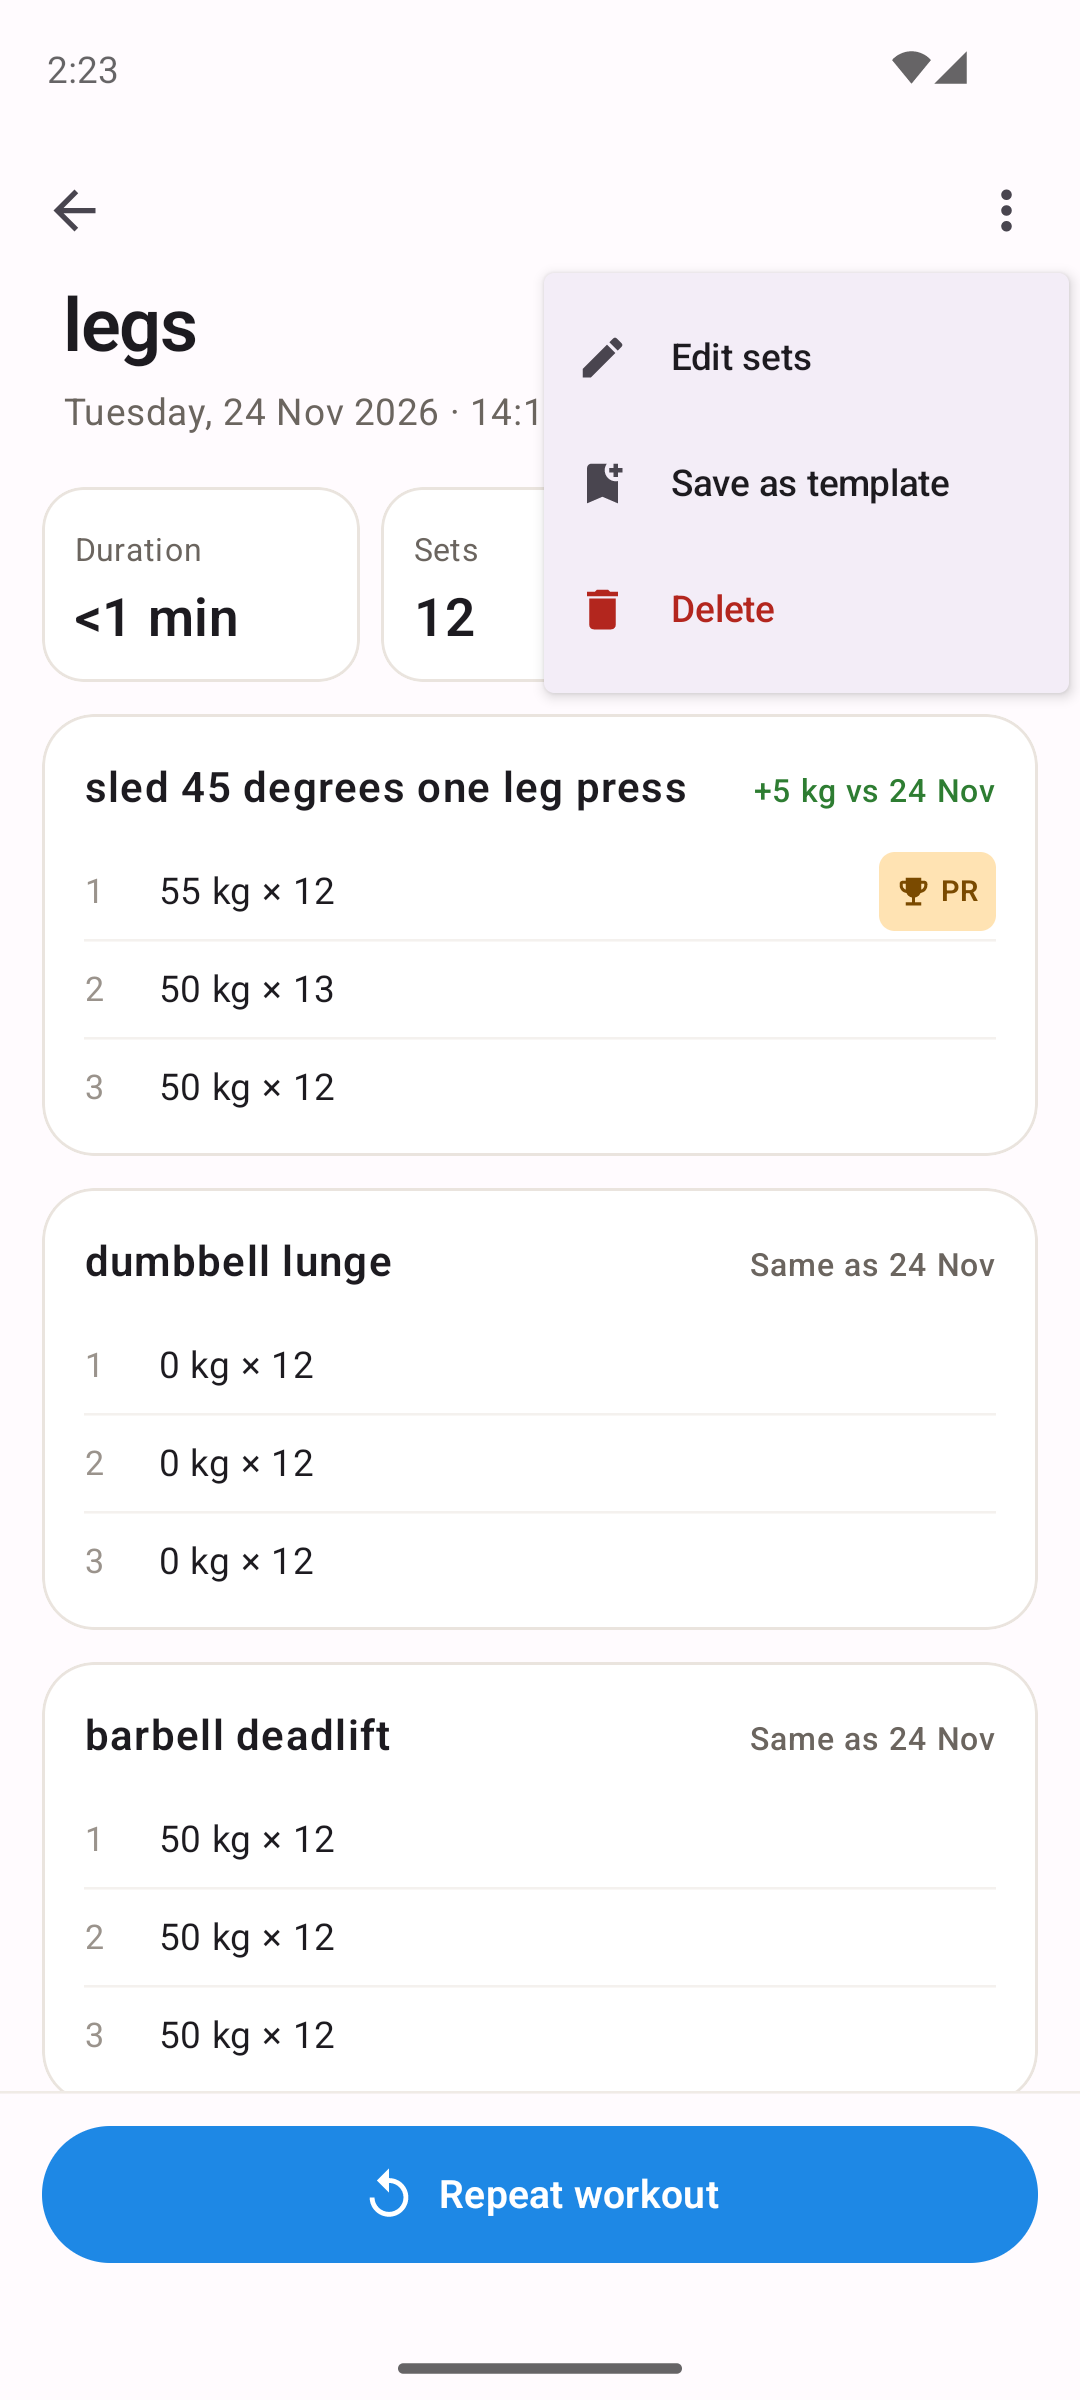 2:23
legs
Tuesday, 24 Nov 2026 · 14:1
Edit sets
Save as template
Delete
Duration
<1 min
Sets
12
sled 45 degrees one leg press
+5 kg vs 24 Nov
1 55 kg × 12
PR
2 50 kg × 13
3 50 kg × 12
dumbbell lunge
Same as 24 Nov
1 0 kg × 12
2 0 kg × 12
3 0 kg × 12
barbell deadlift
Same as 24 Nov
1 50 kg × 12
2 50 kg × 12
3 50 kg × 12
Repeat workout